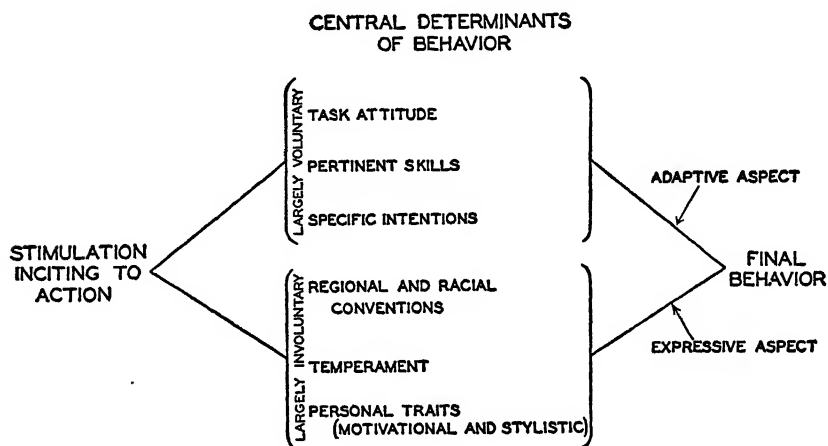 CENTRAL DETERMINANTS
OF BEHAVIOR
LARGELY VOLUNTARY
TASK ATTITUDE
PERTINENT SKILLS
SPECIFIC INTENTIONS
ADAPTIVE ASPECT
STIMULATION
INCITING TO
ACTION
FINAL
BEHAVIOR
LARGELY INVOLUNTARY
REGIONAL AND RACIAL
CONVENTIONS
TEMPERAMENT
PERSONAL TRAITS
(MOTIVATIONAL AND STYLISTIC)
EXPRESSIVE ASPECT